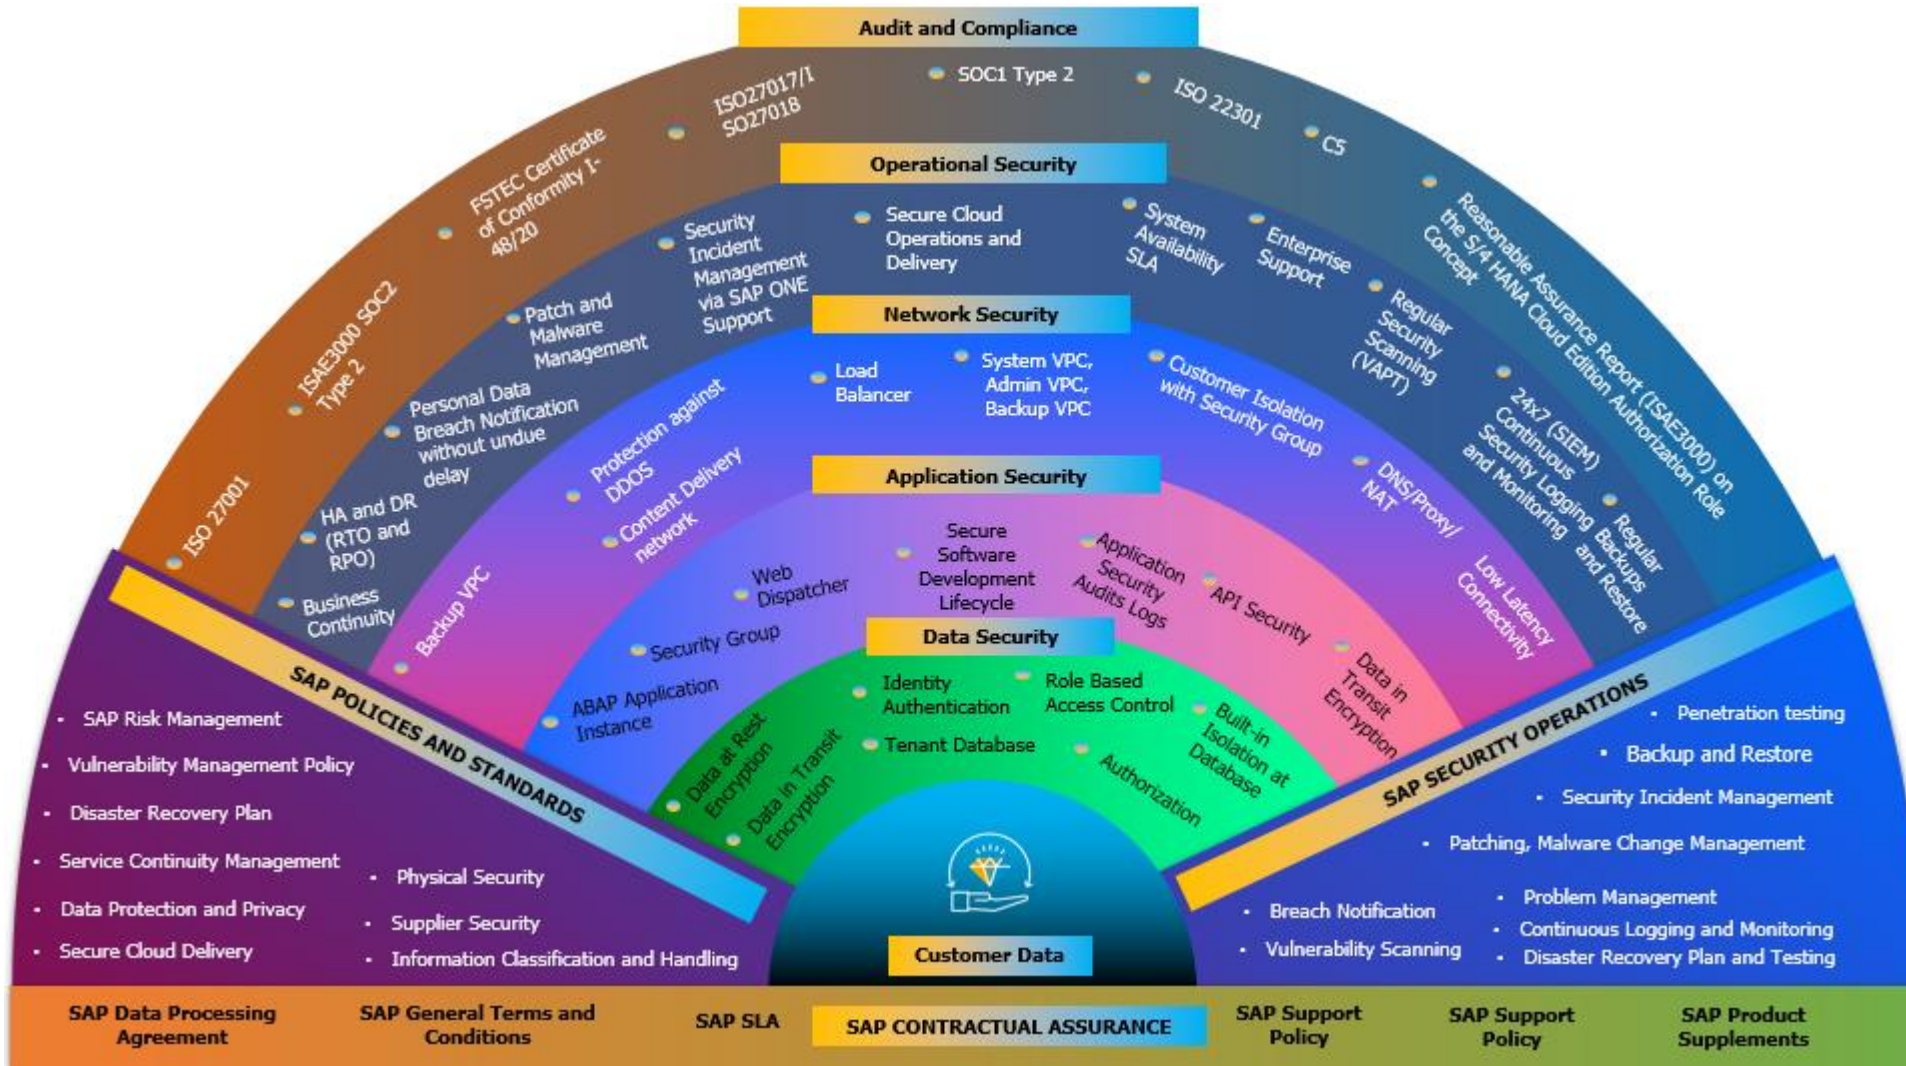 Audit and Compliance
ISO 27001
ISAE3000 SOC2
Type 2
FSTEC Certificate
of Conformity I-
48/20
ISO27017/I
SO27018
SOC1 Type 2
ISO 22301
C5
Reasonable Assurance Report (ISAE3000) on
the S/4 HANA Cloud Edition Authorization Role
Concept
Operational Security
Business
Continuity
HA and DR
(RTO and
RPO)
Personal Data
Breach Notification
without undue
delay
Patch and
Malware
Management
Security
Incident
Management
via SAP ONE
Support
Secure Cloud
Operations and
Delivery
System
Availability
SLA
Enterprise
Support
Regular
Security
Scanning
(VAPT)
24x7 (SIEM)
Continuous
Security Logging
and Monitoring
Regular
Backups
and Restore
Network Security
Backup VPC
Protection against
DDOS
Content Delivery
network
Load
Balancer
System VPC,
Admin VPC,
Backup VPC
Customer Isolation
with Security Group
DNS/Proxy/
NAT
Low Latency
Connectivity
Application Security
ABAP Application
Instance
Security Group
Web
Dispatcher
Secure
Software
Development
Lifecycle
Application
Security
Audits Logs
API Security
Data in
Transit
Encryption
Data Security
Data at Rest
Encryption
Data in Transit
Encryption
Identity
Authentication
Tenant Database
Role Based
Access Control
Authorization
Built-in
Isolation at
Database
Customer Data
SAP POLICIES AND STANDARDS
SAP Risk Management
Vulnerability Management Policy
Disaster Recovery Plan
Service Continuity Management
Data Protection and Privacy
Secure Cloud Delivery
Physical Security
Supplier Security
Information Classification and Handling
SAP SECURITY OPERATIONS
Penetration testing
Backup and Restore
Security Incident Management
Patching, Malware Change Management
Breach Notification
Vulnerability Scanning
Problem Management
Continuous Logging and Monitoring
Disaster Recovery Plan and Testing
SAP Data Processing
Agreement
SAP General Terms and
Conditions
SAP SLA
SAP CONTRACTUAL ASSURANCE
SAP Support
Policy
SAP Support
Policy
SAP Product
Supplements